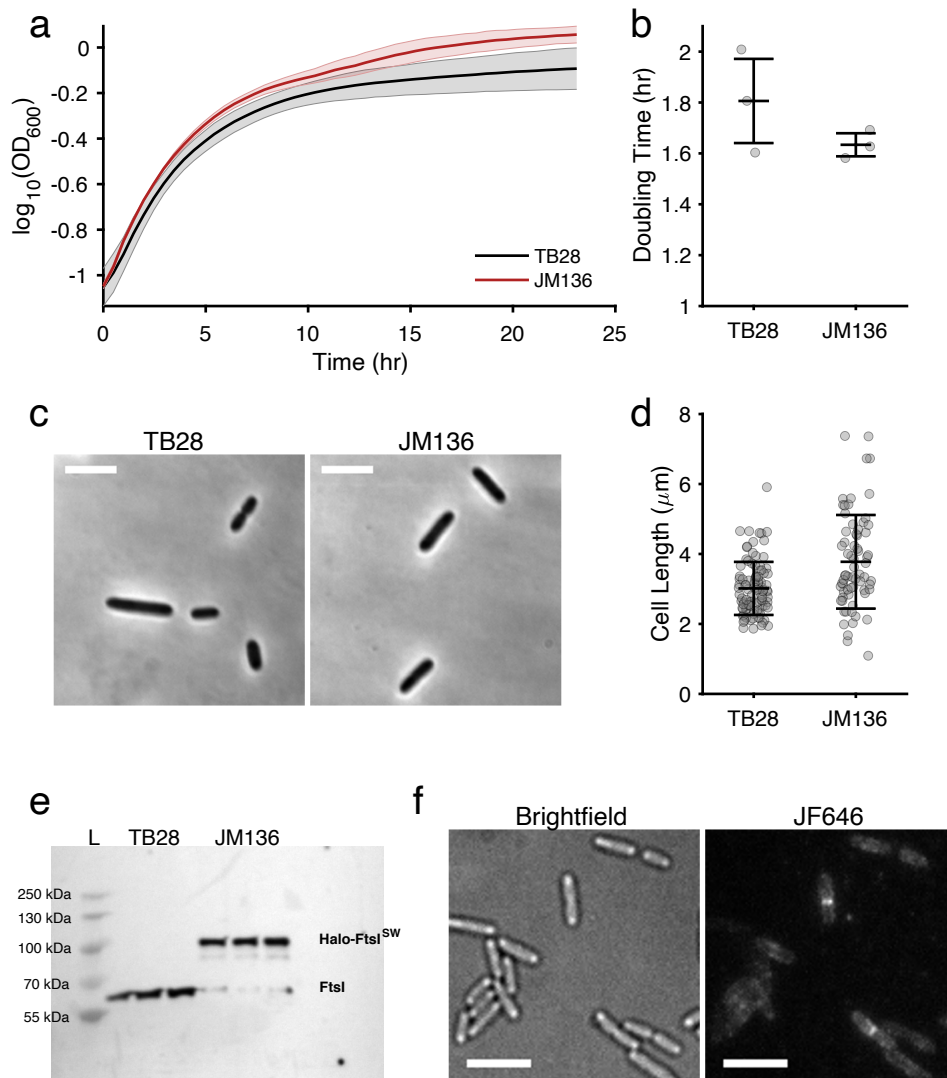 a
0
-0.2
-0.4
-0.6
-0.8
-1
log10(OD600)
0 5 10 15 20 25
Time (hr)
TB28
JM136
b
2
1.8
1.6
1.4
1.2
1
Doubling Time (hr)
TB28 JM136
c
TB28 JM136
d
8
6
4
2
0
Cell Length (μm)
TB28 JM136
e
L TB28 JM136
250 kDa
130 kDa
100 kDa
70 kDa
55 kDa
Halo-FtsI^SW
FtsI
f
Brightfield JF646